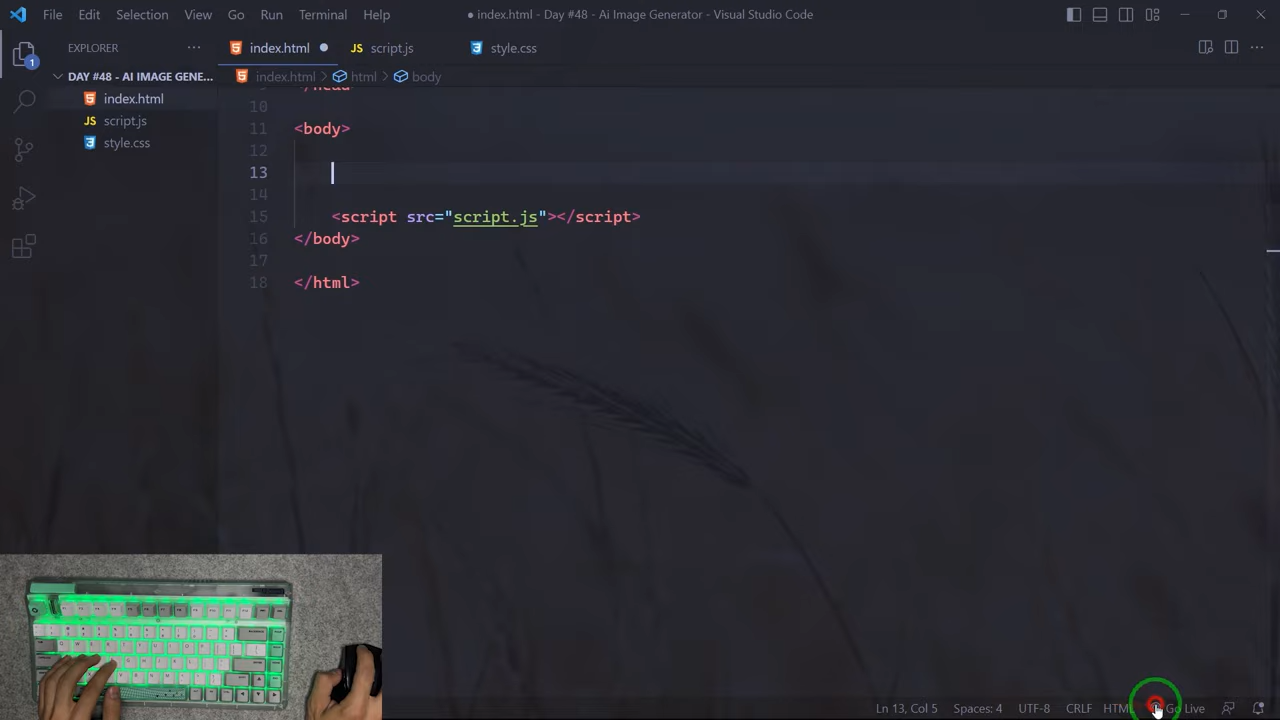 File Edit Selection View Go Run Terminal Help
● index.html - Day #48 - Ai Image Generator - Visual Studio Code
EXPLORER
index.html
script.js
style.css
1
DAY #48 - AI IMAGE GENE...
index.html > html > body
index.html
script.js
style.css
10
11 <body>
12
13
14
15 <script src="script.js"></script>
16 </body>
17
18 </html>
Ln 13, Col 5 Spaces: 4 UTF-8 CRLF HTML Go Live